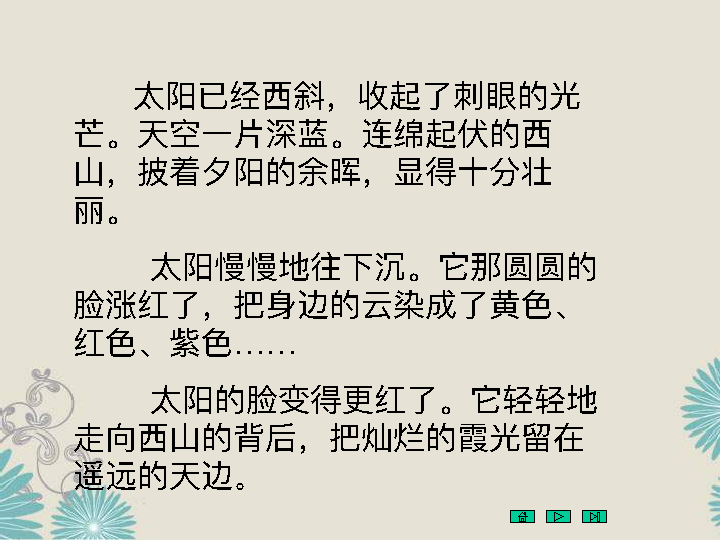 太阳已经西斜，收起了刺眼的光
芒。天空一片深蓝。连绵起伏的西
山，披着夕阳的余晖，显得十分壮
丽。
太阳慢慢地往下沉。它那圆圆的
脸涨红了，把身边的云染成了黄色、
红色、紫色……
太阳的脸变得更红了。它轻轻地
走向西山的背后，把灿烂的霞光留在
遥远的天边。